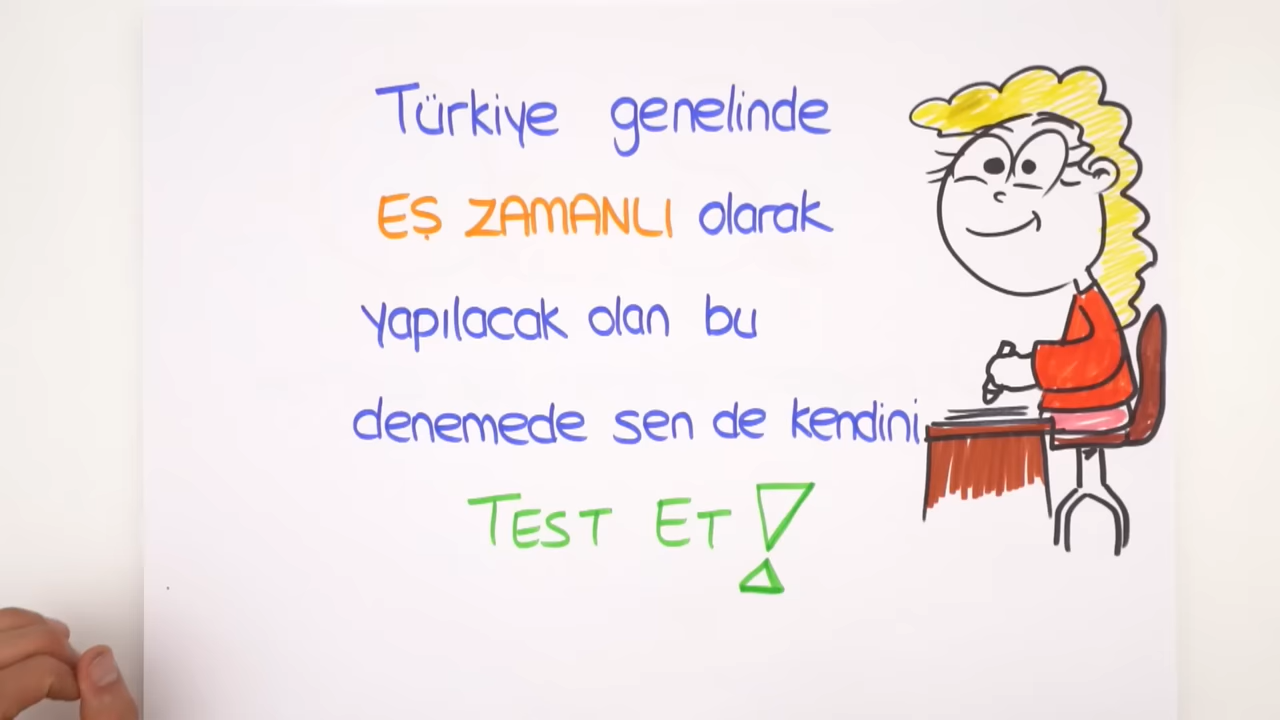 Türkiye genelinde
EŞ ZAMANLI olarak
yapılacak olan bu
denemede sen de kendini
TEST ET!